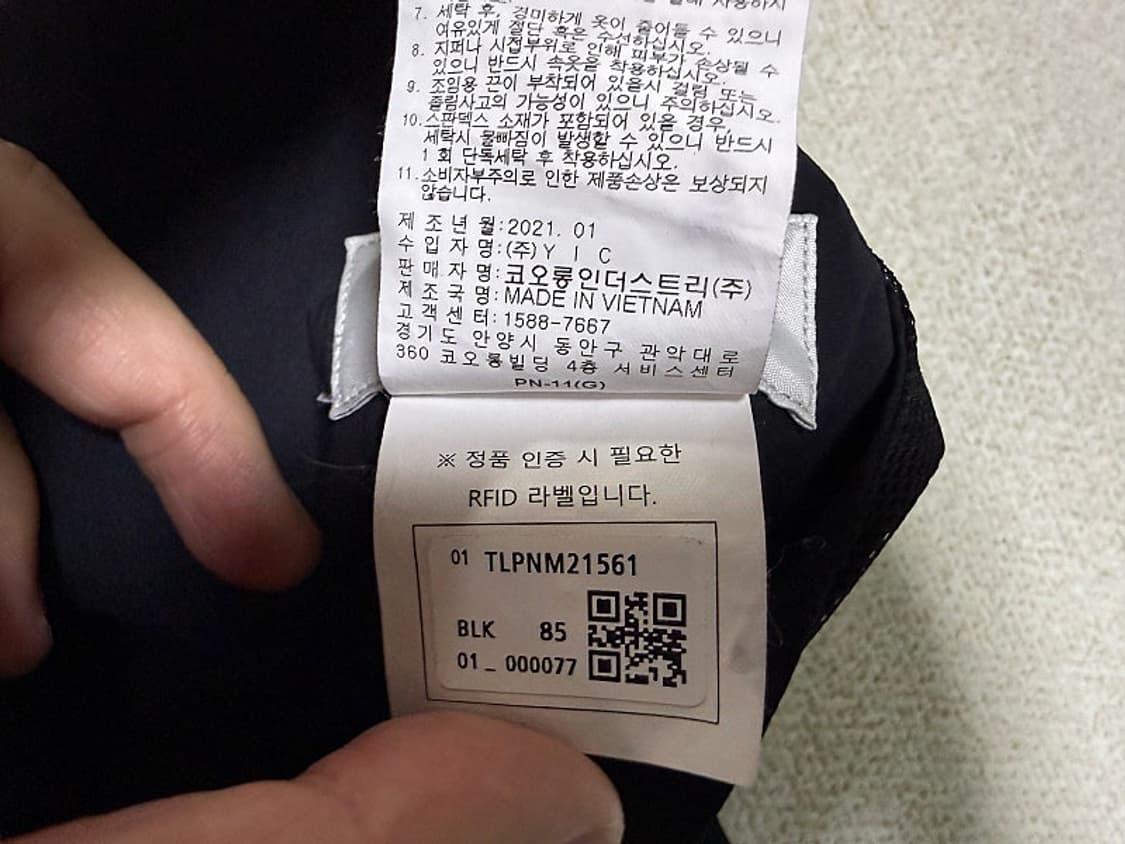 7. 세탁 후, 경미하게 옷이 줄어들 수 있으니
여유있게 절단 혹은 수선하십시오.
8. 지퍼나 시접부위로 인해 피부가 손상될 수
있으니 반드시 속옷을 착용하십시오.
9. 조임용 끈이 부착되어 있을시 걸림 또는
졸림사고의 가능성이 있으니 주의하십시오.
10. 스판덱스 소재가 포함되어 있을 경우,
세탁시 물빠짐이 발생할 수 있으니 반드시
1 회 단독세탁 후 착용하십시오.
11. 소비자부주의로 인한 제품손상은 보상되지
않습니다.
제 조 년 월:2021. 01
수 입 자 명:(주)Y I C
판 매 자 명:코오롱인더스트리(주)
제 조 국 명:MADE IN VIETNAM
고 객 센 터:1588-7667
경기도 안양시 동안구 관악대로
360 코오롱빌딩 4층 서비스센터
PN-11(G)
※ 정품 인증 시 필요한
RFID 라벨입니다.
01 TLPNM21561
BLK 85
01_000077